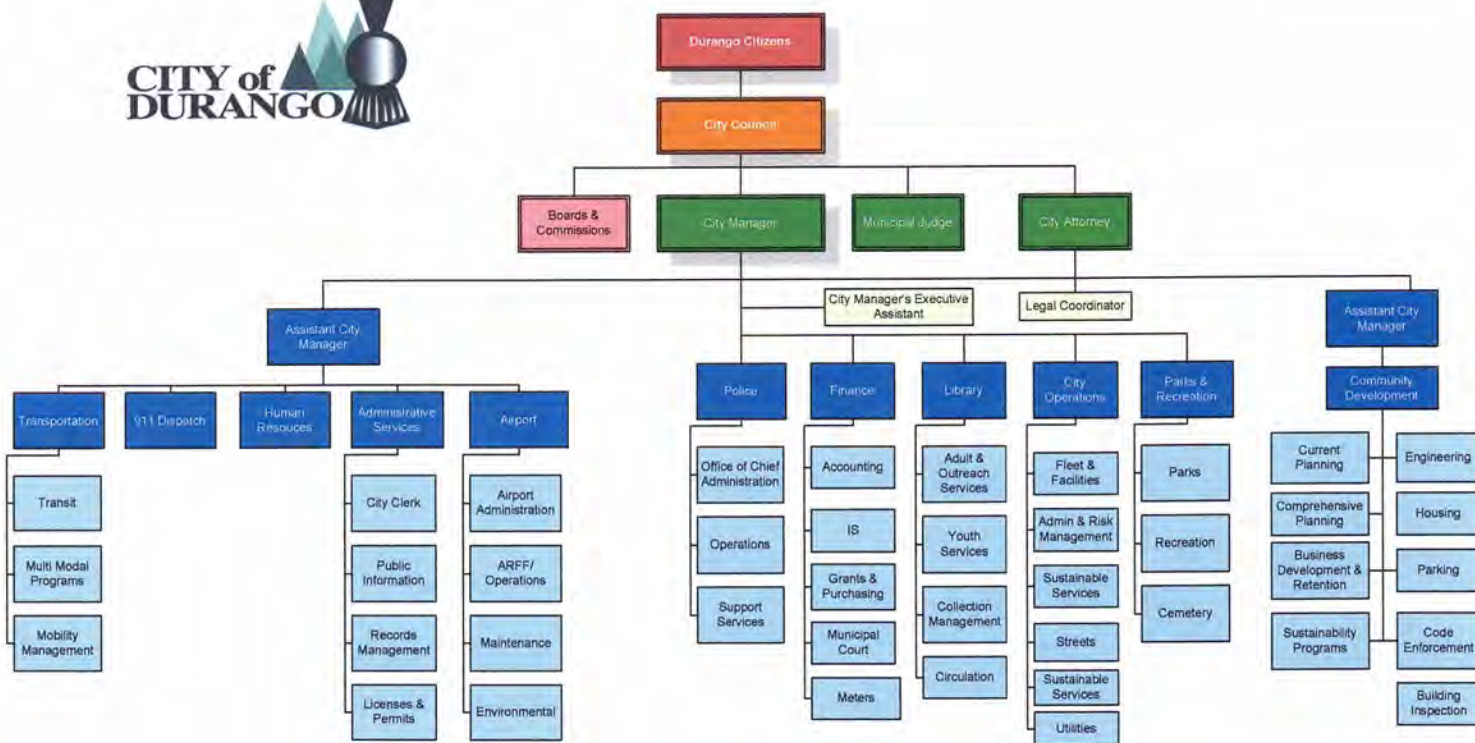 CITY of
DURANGO
Durango Citizens
City Council
Boards &
Commissions
City Manager
Municipal Judge
City Attorney
City Manager's Executive
Assistant
Legal Coordinator
Assistant City
Manager
Assistant City
Manager
Transportation
911 Dispatch
Human
Resouces
Administrative
Services
Airport
Police
Finance
Library
City
Operations
Parks &
Recreation
Community
Development
Transit
Multi Modal
Programs
Mobility
Management
City Clerk
Public
Information
Records
Management
Licenses &
Permits
Airport
Administration
ARFF/
Operations
Maintenance
Environmental
Office of Chief
Administration
Operations
Support
Services
Accounting
IS
Grants &
Purchasing
Municipal
Court
Meters
Adult &
Outreach
Services
Youth
Services
Collection
Management
Circulation
Fleet &
Facilities
Admin & Risk
Management
Sustainable
Services
Streets
Sustainable
Services
Utilities
Parks
Recreation
Cemetery
Current
Planning
Comprehensive
Planning
Business
Development &
Retention
Sustainability
Programs
Engineering
Housing
Parking
Code
Enforcement
Building
Inspection